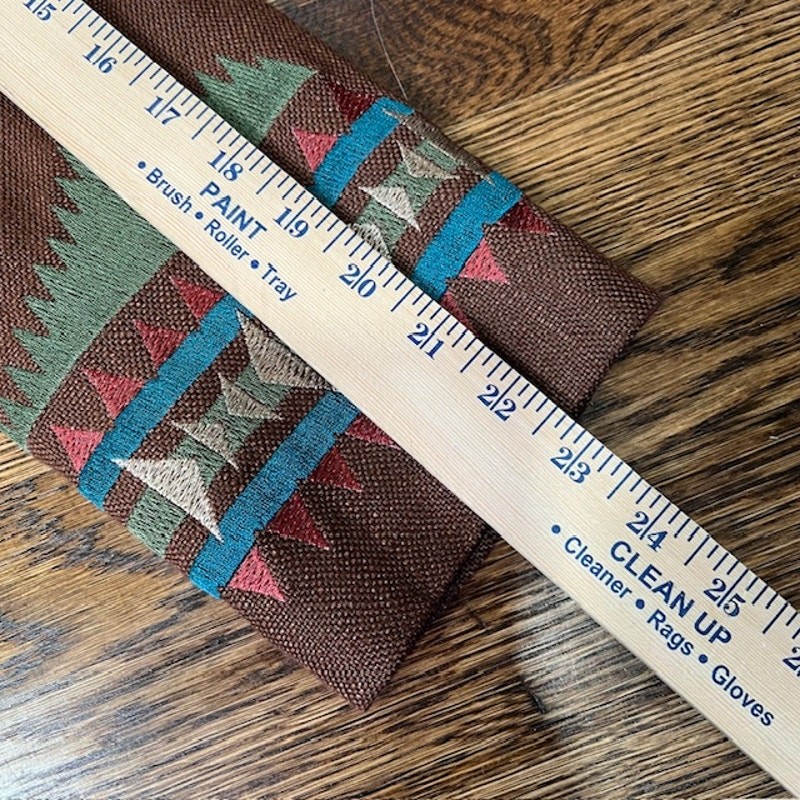 15 16 17 18 19 20 21 22 23 24 25
PAINT
• Brush • Roller • Tray
CLEAN UP
• Cleaner • Rags • Gloves